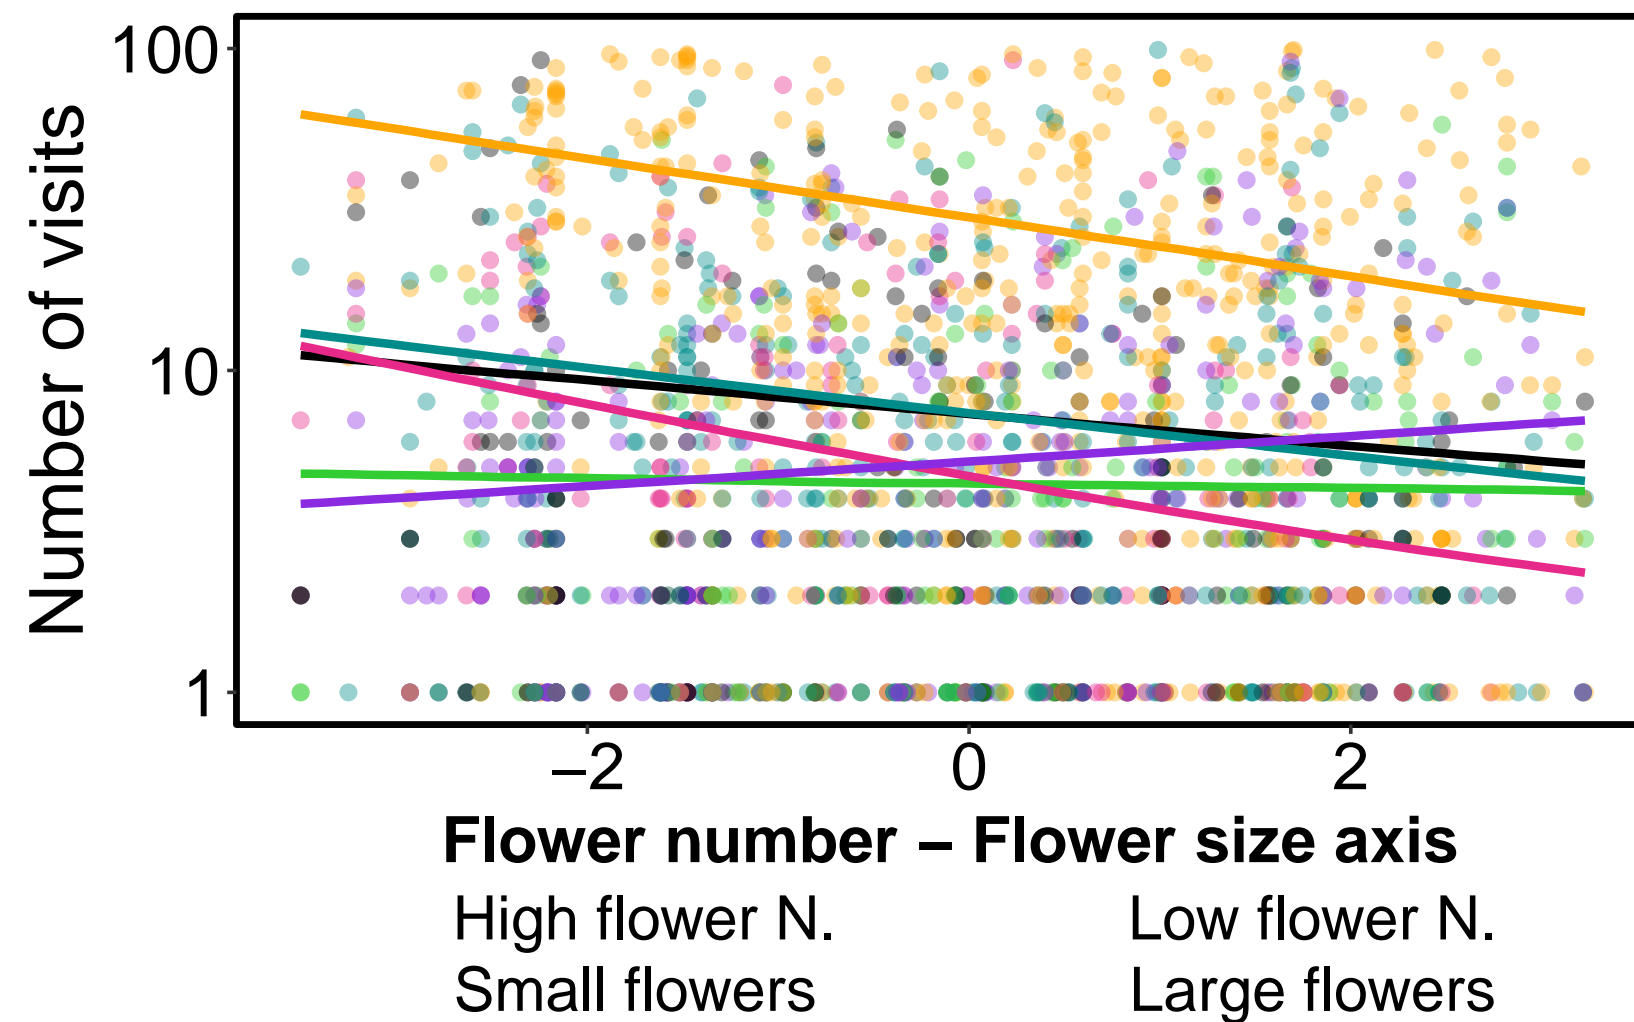 100
10
1
Number of visits
−2 0 2
Flower number − Flower size axis
High flower N. Low flower N.
Small flowers Large flowers